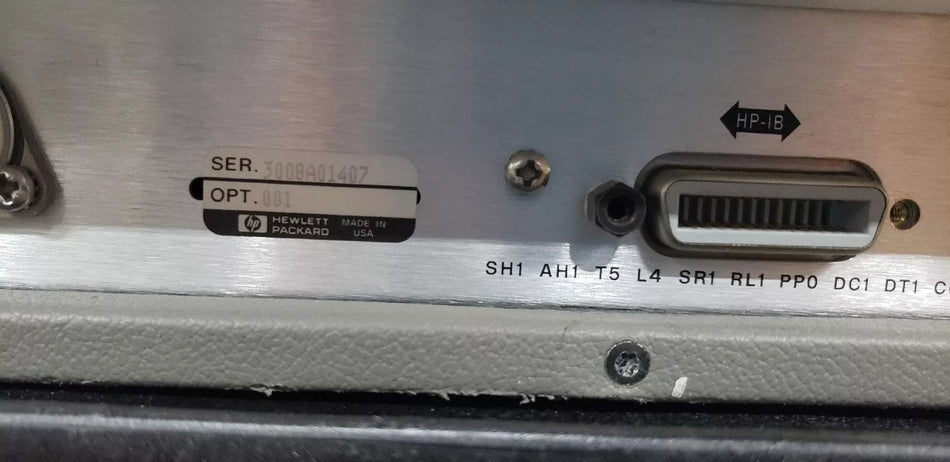 HP-IB
SER. 3008A01407
OPT. 001
hp HEWLETT PACKARD MADE IN USA
SH1 AH1 T5 L4 SR1 RL1 PP0 DC1 DT1